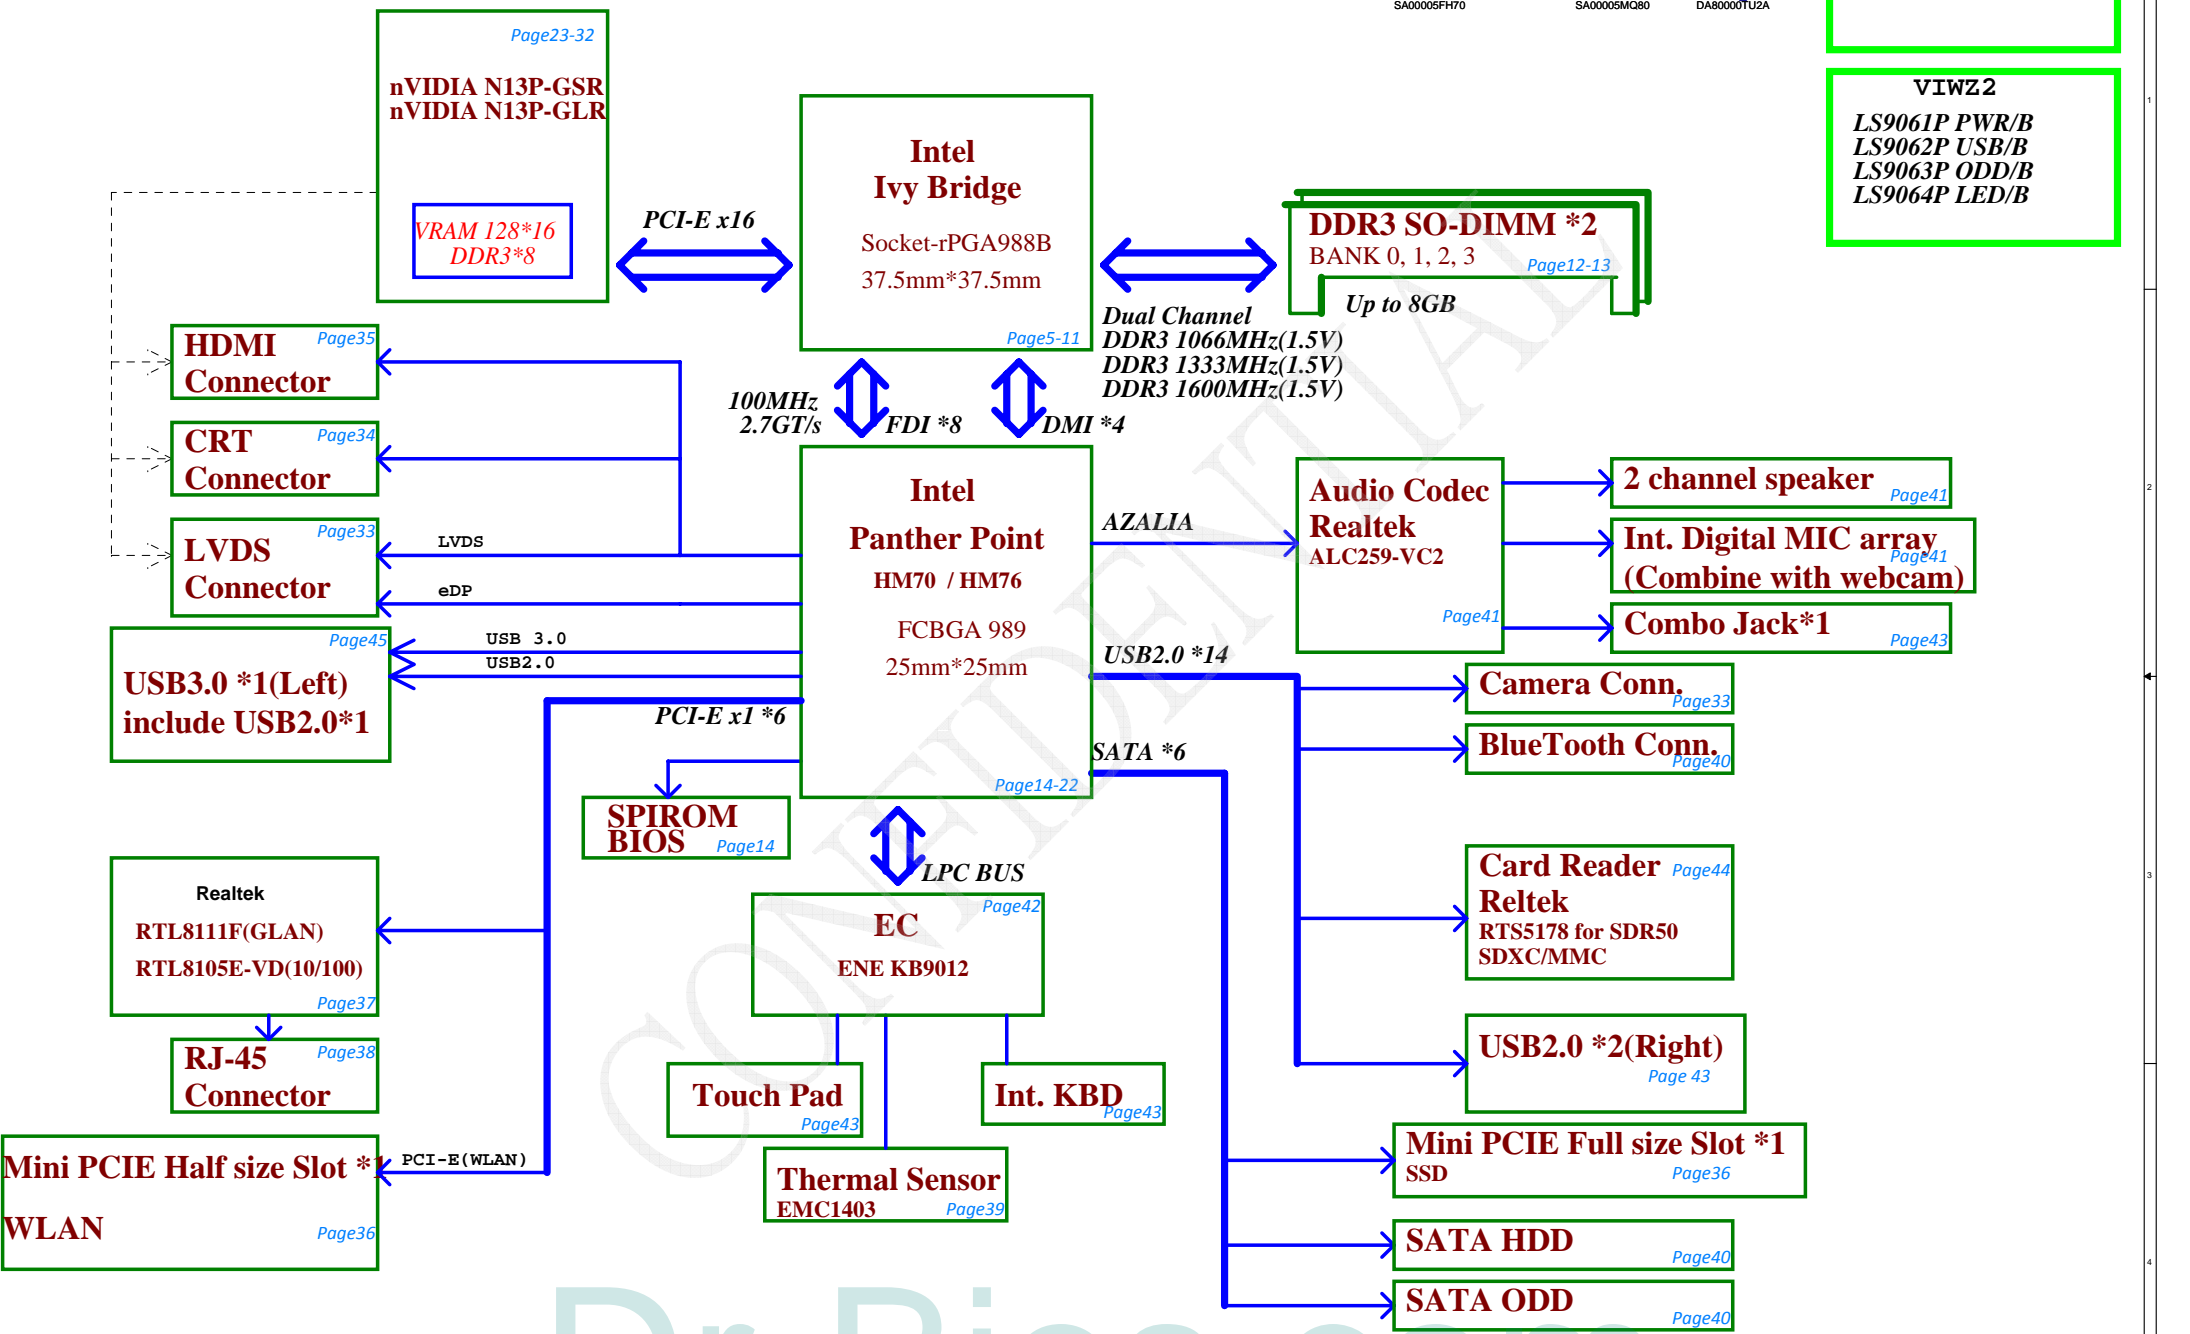 SA00005FH70 SA00005MQ80 DA80000TU2A
Page23-32
nVIDIA N13P-GSR
nVIDIA N13P-GLR
VRAM 128*16
DDR3*8
PCI-E x16
Intel
Ivy Bridge
Socket-rPGA988B
37.5mm*37.5mm
Page5-11
DDR3 SO-DIMM *2
BANK 0, 1, 2, 3
Page12-13
Up to 8GB
Dual Channel
DDR3 1066MHz(1.5V)
DDR3 1333MHz(1.5V)
DDR3 1600MHz(1.5V)
VIWZ2
LS9061P PWR/B
LS9062P USB/B
LS9063P ODD/B
LS9064P LED/B
1
HDMI
Connector
Page35
CRT
Connector
Page34
LVDS
Connector
Page33
100MHz
2.7GT/s
FDI *8
DMI *4
LVDS
eDP
USB 3.0
USB2.0
Page45
USB3.0 *1(Left)
include USB2.0*1
PCI-E x1 *6
Intel
Panther Point
HM70 / HM76
FCBGA 989
25mm*25mm
Page14-22
AZALIA
Audio Codec
Realtek
ALC259-VC2
Page41
2 channel speaker
Page41
Int. Digital MIC array
Page41
(Combine with webcam)
Combo Jack*1
Page43
2
USB2.0 *14
Camera Conn.
Page33
BlueTooth Conn.
Page40
SATA *6
SPIROM
BIOS
Page14
LPC BUS
Page42
EC
ENE KB9012
Card Reader
Page44
Reltek
RTS5178 for SDR50
SDXC/MMC
3
Realtek
RTL8111F(GLAN)
RTL8105E-VD(10/100)
Page37
RJ-45
Connector
Page38
Touch Pad
Page43
Int. KBD
Page43
USB2.0 *2(Right)
Page 43
Mini PCIE Half size Slot *1
WLAN
Page36
PCI-E(WLAN)
Thermal Sensor
EMC1403
Page39
Mini PCIE Full size Slot *1
SSD
Page36
SATA HDD
Page40
SATA ODD
Page40
4
CONFIDENTIAL